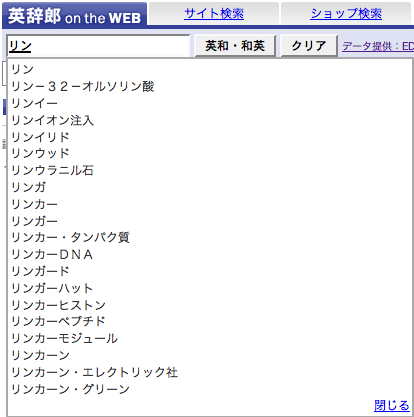 英辞郎 on the WEB サイト検索 ショップ検索
リン 英和・和英 クリア データ提供：ED
リン
リン－３２－オルソリン酸
リンイー
リンイオン注入
リンイリド
リンウッド
リンウラニル石
リンガ
リンカー
リンガー
リンカー・タンパク質
リンカーＤＮＡ
リンガード
リンガーハット
リンカーヒストン
リンカーペプチド
リンカーモジュール
リンカーン
リンカーン・エレクトリック社
リンカーン・グリーン
閉じる